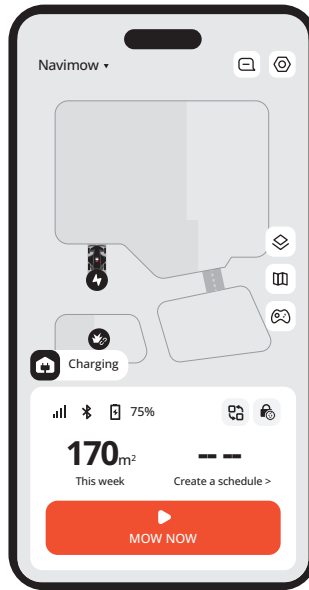 Navimow
Charging
75%
170m²
-- --
This week
Create a schedule >
MOW NOW